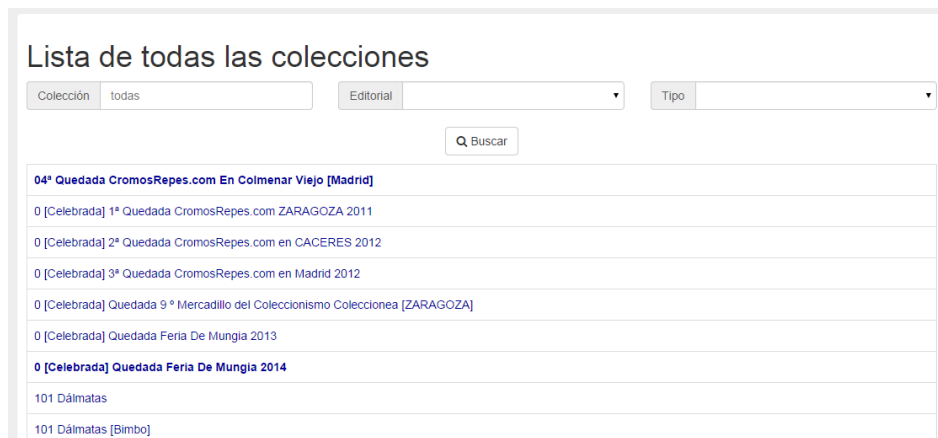 Lista de todas las colecciones
Colección todas Editorial Tipo
Buscar
04ª Quedada CromosRepes.com En Colmenar Viejo [Madrid]
0 [Celebrada] 1ª Quedada CromosRepes.com ZARAGOZA 2011
0 [Celebrada] 2ª Quedada CromosRepes.com en CACERES 2012
0 [Celebrada] 3ª Quedada CromosRepes.com en Madrid 2012
0 [Celebrada] Quedada 9 º Mercadillo del Coleccionismo Coleccionea [ZARAGOZA]
0 [Celebrada] Quedada Feria De Mungia 2013
0 [Celebrada] Quedada Feria De Mungia 2014
101 Dálmatas
101 Dálmatas [Bimbo]